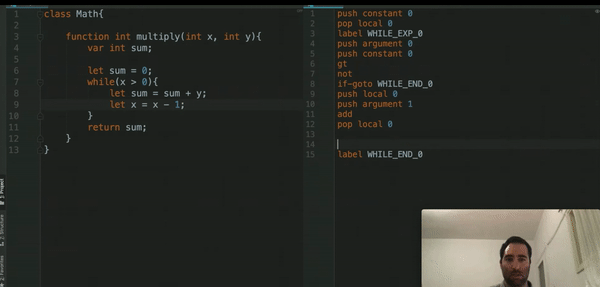 1 class Math{
2
3 function int multiply(int x, int y){
4 var int sum;
5
6 let sum = 0;
7 while(x > 0){
8 let sum = sum + y;
9 let x = x - 1;
10 }
11 return sum;
12 }
13 }
1: Project
2: Structure
2: Favorites
1 push constant 0
2 pop local 0
3 label WHILE_EXP_0
4 push argument 0
5 push constant 0
6 gt
7 not
8 if-goto WHILE_END_0
9 push local 0
10 push argument 1
11 add
12 pop local 0
13
14
15 label WHILE_END_0